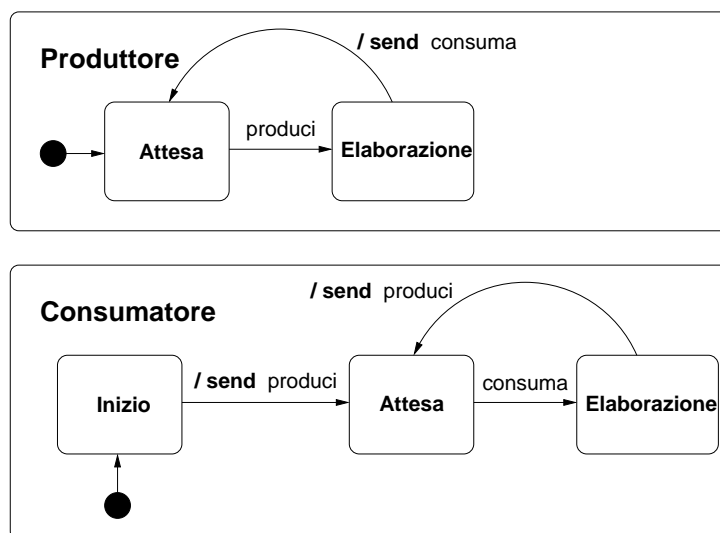 / send consuma
Produttore
produci
Attesa
Elaborazione
/ send produci
Consumatore
/ send produci
consuma
Inizio
Attesa
Elaborazione